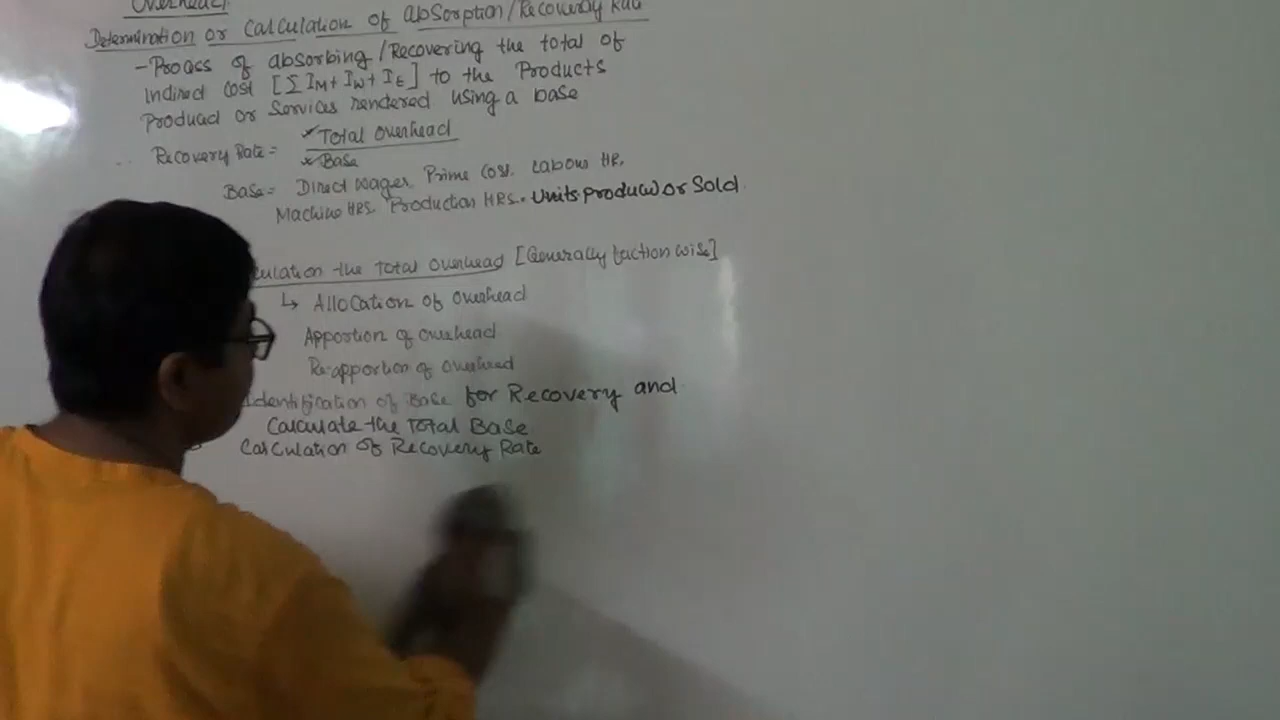 Overhead
Determination or Calculation of absorption/Recovery Rate
- Process of absorbing/Recovering the total of
Indirect cost [Σ IM + IW + IE] to the Products
Produced or Services rendered using a base
Recovery Rate = Total overhead
Base
Base = Direct wages, Prime Cost, Labour HR,
Machine HRS, Production HRS. Units produced or Sold
culation the Total Overhead [Generally function wise]
↳ Allocation of overhead
Apportion of overhead
Re-apportion of overhead
Identification of Base for Recovery and
Calculate the Total Base
Calculation of Recovery Rate